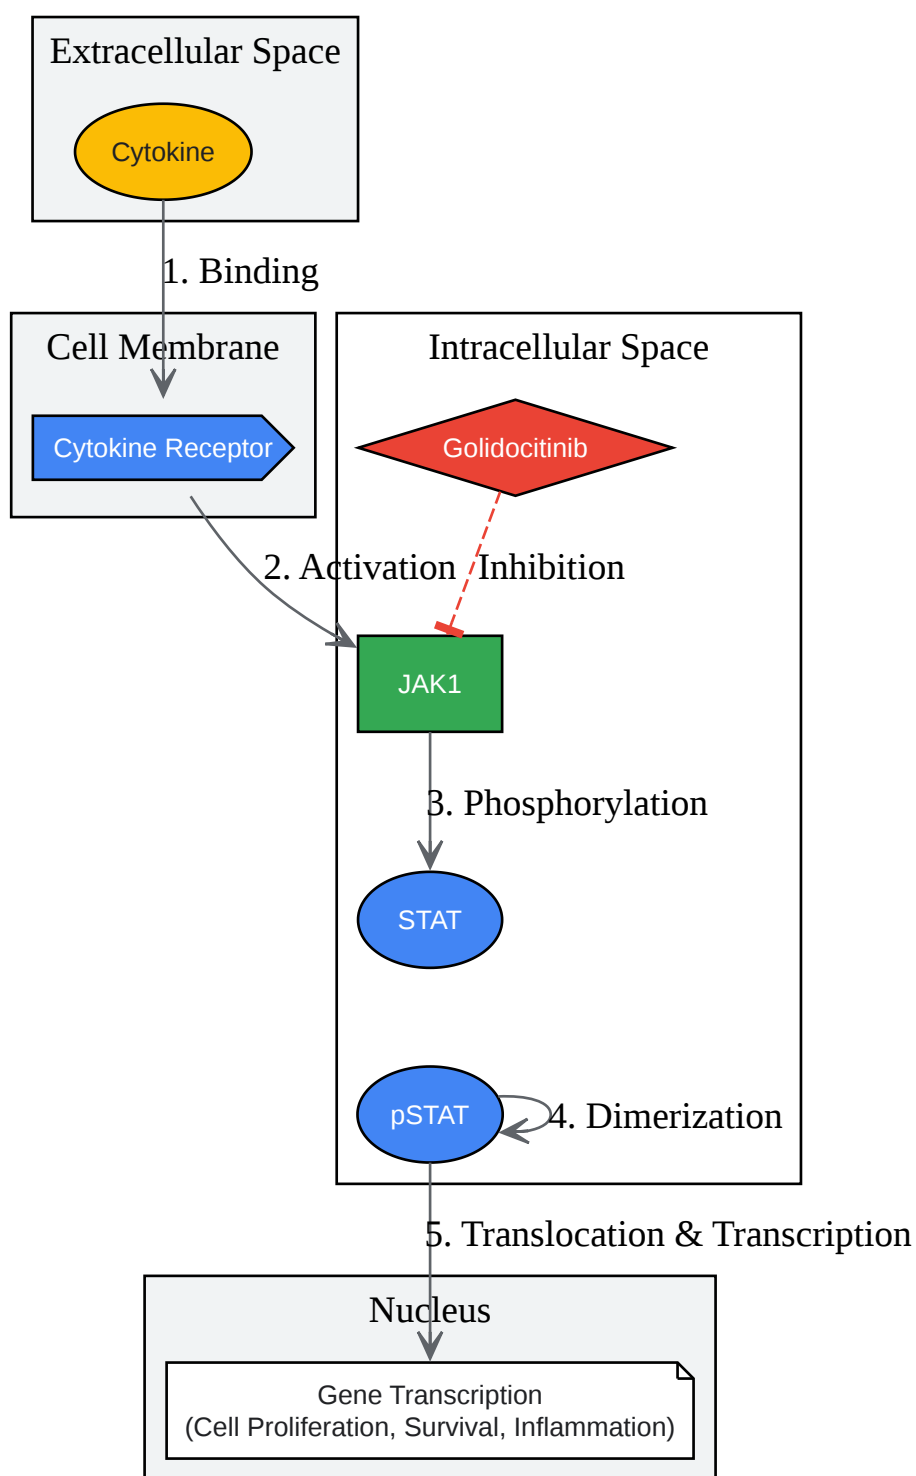 Extracellular Space
Cytokine
1. Binding
Cell Membrane
Cytokine Receptor
Intracellular Space
Golidocitinib
2. Activation
Inhibition
JAK1
3. Phosphorylation
STAT
pSTAT
4. Dimerization
5. Translocation & Transcription
Nucleus
Gene Transcription
(Cell Proliferation, Survival, Inflammation)